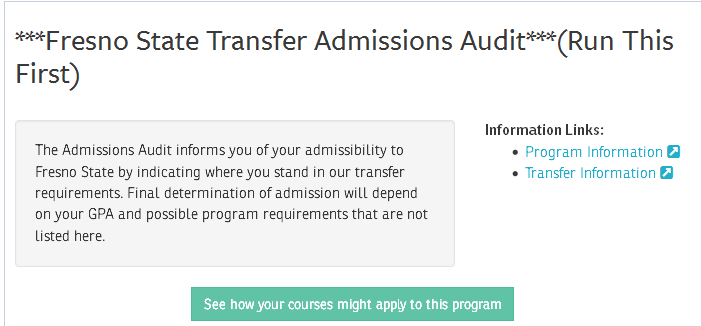 ***Fresno State Transfer Admissions Audit***(Run This
First)
The Admissions Audit informs you of your admissibility to
Fresno State by indicating where you stand in our transfer
requirements. Final determination of admission will depend
on your GPA and possible program requirements that are not
listed here.
Information Links:
Program Information
Transfer Information
See how your courses might apply to this program